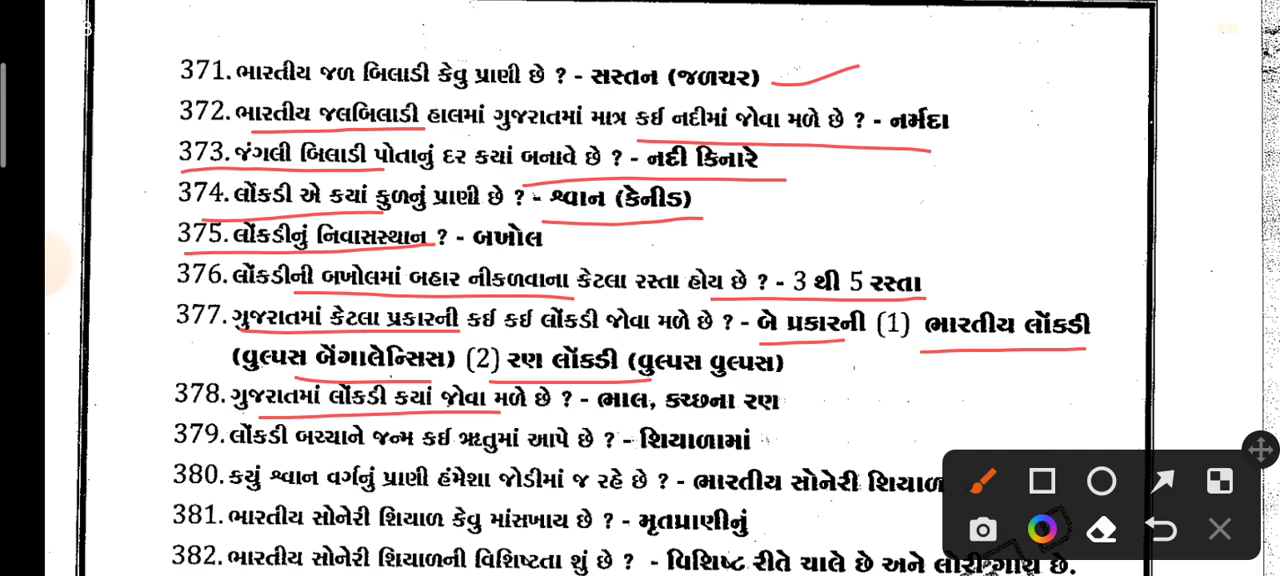 371. ભારતીય જળ બિલાડી કેવુ પ્રાણી છે ? - સસ્તન (જળચર)
372. ભારતીય જલબિલાડી હાલમાં ગુજરાતમાં માત્ર કઈ નદીમાં જોવા મળે છે ? - નર્મદા
373. જંગલી બિલાડી પોતાનું દર કયાં બનાવે છે ? - નદી કિનારે
374. લોંકડી એ કયાં કુળનું પ્રાણી છે ? - શ્વાન (કેનીડ)
375. લોંકડીનું નિવાસસ્થાન ? - બખોલ
376. લોંકડીની બખોલમાં બહાર નીકળવાના કેટલા રસ્તા હોય છે ? - 3 થી 5 રસ્તા
377. ગુજરાતમાં કેટલા પ્રકારની કઈ કઈ લોંકડી જોવા મળે છે ? - બે પ્રકારની (1) ભારતીય લોંકડી
(વુલ્પસ બેંગાલેન્સિસ) (2) રણ લોંકડી (વુલ્પસ વુલ્પસ)
378. ગુજરાતમાં લોંકડી કયાં જોવા મળે છે ? - ભાલ, કચ્છના રણ
379. લોંકડી બચ્ચાને જન્મ કઈ ઋતુમાં આપે છે ? - શિયાળામાં
380. કયું શ્વાન વર્ગનું પ્રાણી હંમેશા જોડીમાં જ રહે છે ? - ભારતીય સોનેરી શિયાળ
381. ભારતીય સોનેરી શિયાળ કેવુ માંસખાય છે ? - મૃતપ્રાણીનું
382. ભારતીય સોનેરી શિયાળની વિશિષ્ટતા શું છે ? - વિશિષ્ટ રીતે ચાલે છે અને લોરી ગાય છે.